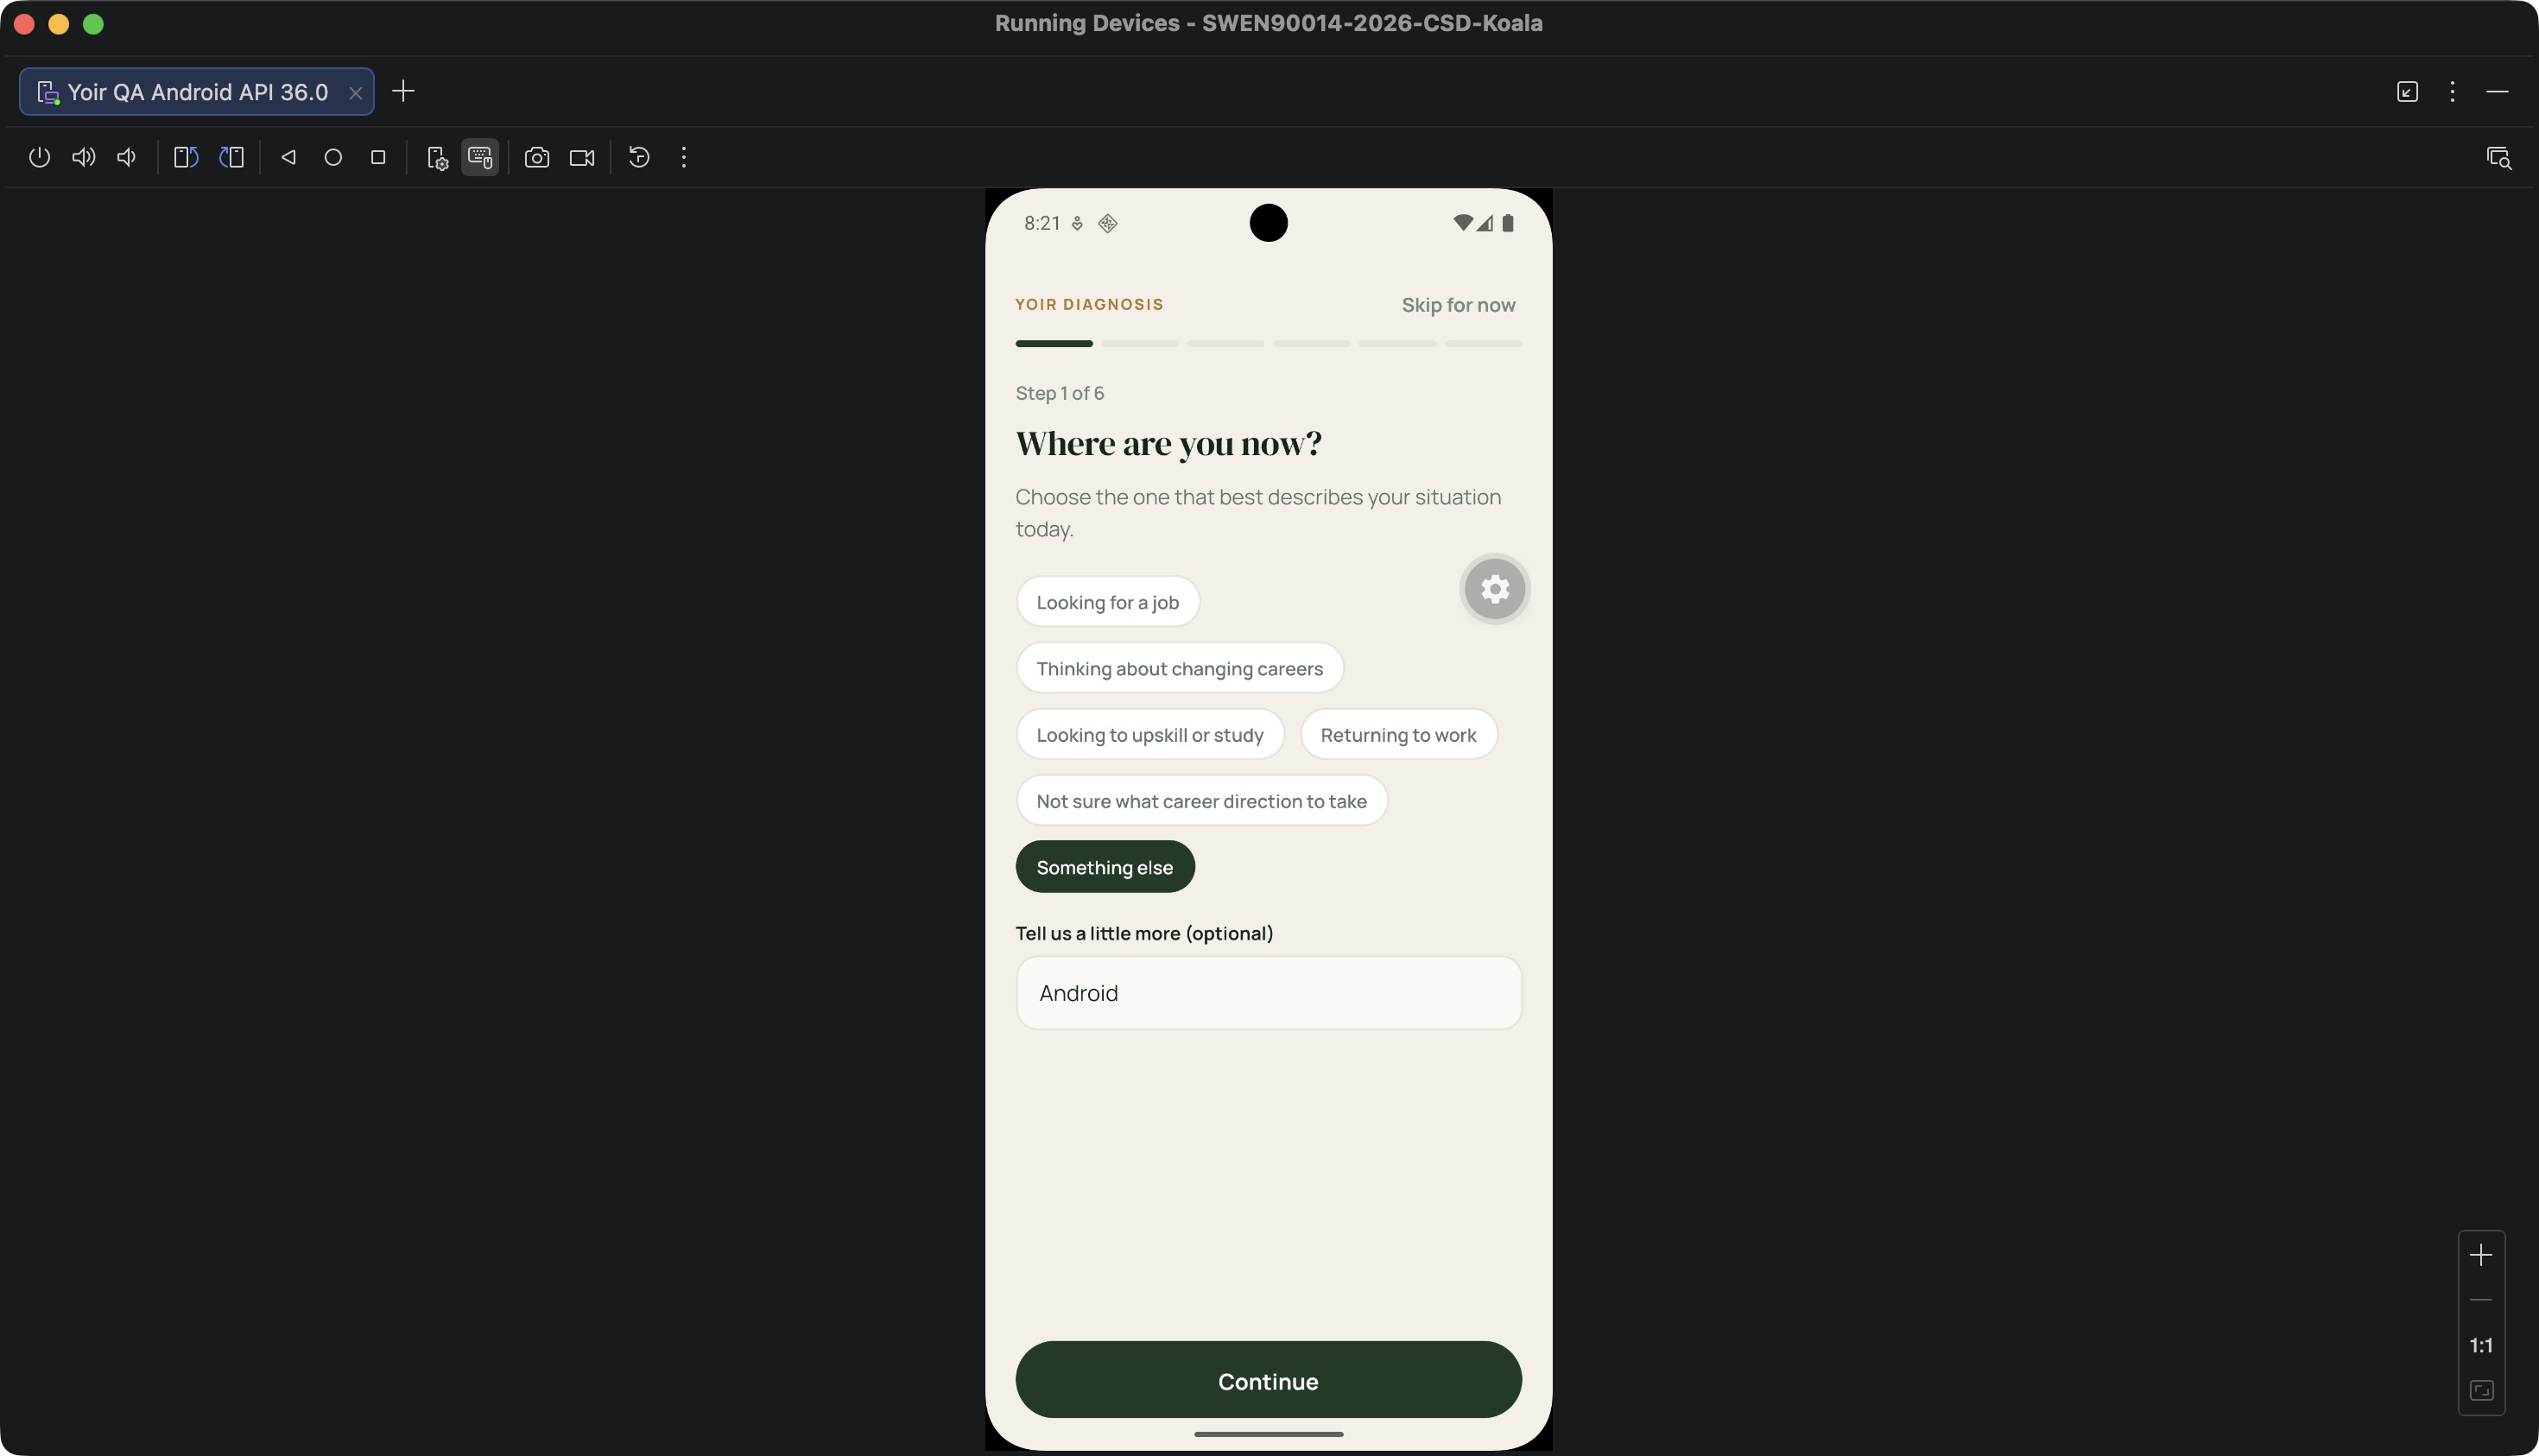 Running Devices - SWEN90014-2026-CSD-Koala
Yoir QA Android API 36.0
8:21
YOIR DIAGNOSIS
Skip for now
Step 1 of 6
Where are you now?
Choose the one that best describes your situation
today.
Looking for a job
Thinking about changing careers
Looking to upskill or study
Returning to work
Not sure what career direction to take
Something else
Tell us a little more (optional)
Android
1:1
Continue